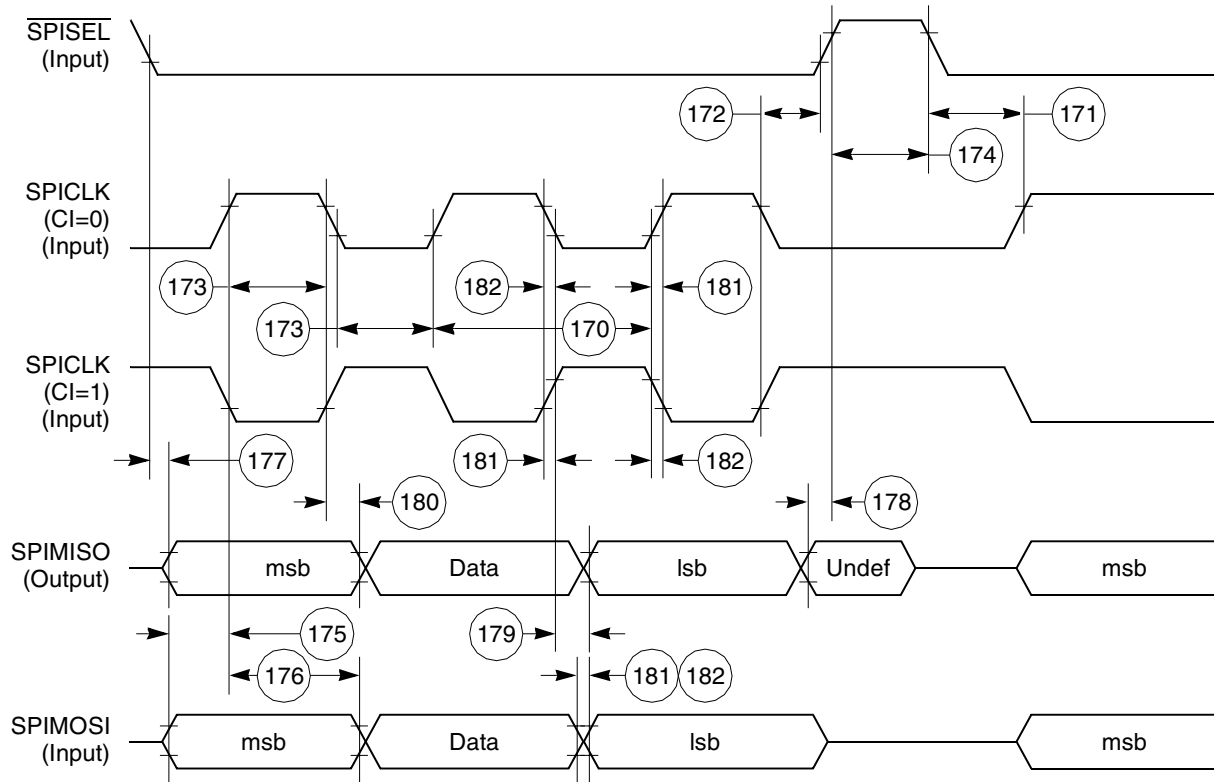 SPISEL
(Input)
172
171
174
SPICLK
(CI=0)
(Input)
173
182
181
173
170
SPICLK
(CI=1)
(Input)
177
181
182
180
178
SPIMISO
(Output)
msb
Data
lsb
Undef
msb
175
179
176
181
182
SPIMOSI
(Input)
msb
Data
lsb
msb